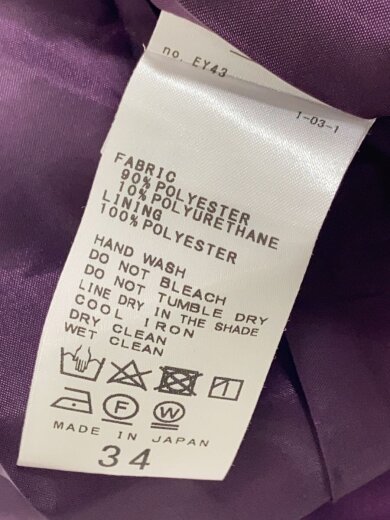 no. EY43
1-03-1
FABRIC
90% POLYESTER
10% POLYURETHANE
LINING
100% POLYESTER
HAND WASH
DO NOT BLEACH
DO NOT TUMBLE DRY
LINE DRY IN THE SHADE
COOL IRON
DRY CLEAN
WET CLEAN
F W
MADE IN JAPAN
34